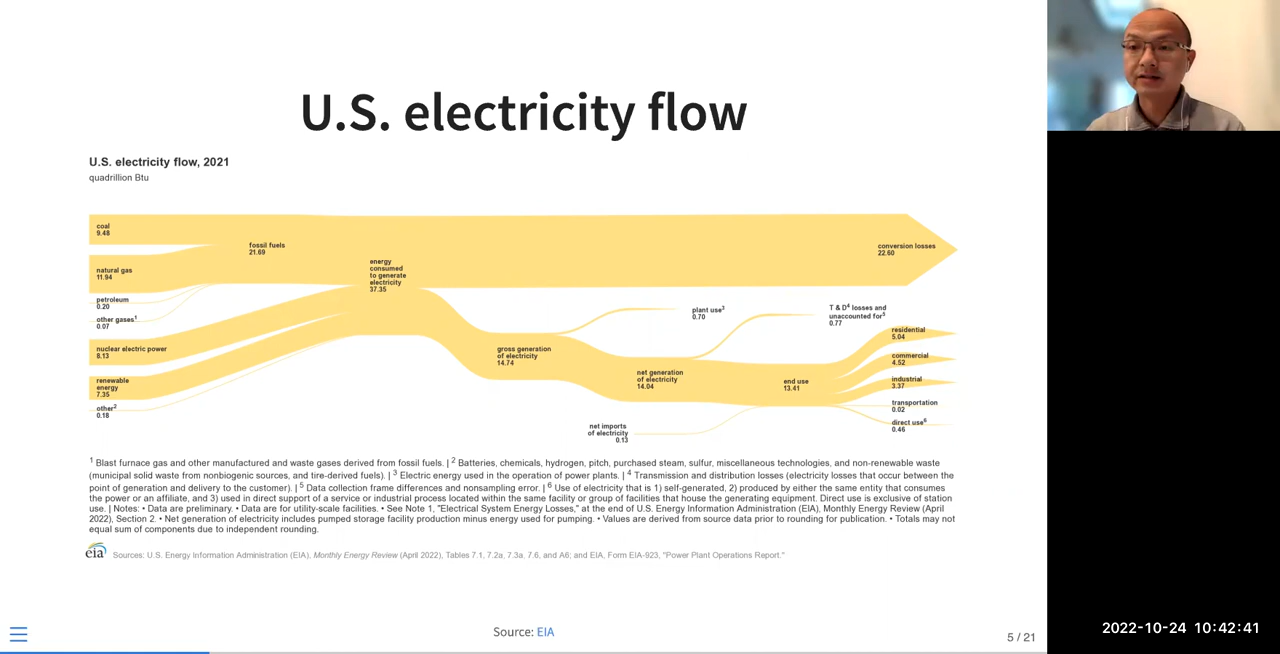 U.S. electricity flow
U.S. electricity flow, 2021
quadrillion Btu
coal
9.48
natural gas
11.94
petroleum
0.20
other gases¹
0.07
nuclear electric power
8.13
renewable
energy
7.35
other²
0.18
fossil fuels
21.69
energy
consumed
to generate
electricity
37.35
gross generation
of electricity
14.74
net imports
of electricity
0.13
plant use³
0.70
net generation
of electricity
14.04
T & D⁴ losses and
unaccounted for⁵
0.77
end use
13.41
conversion losses
22.60
residential
5.04
commercial
4.52
industrial
3.37
transportation
0.02
direct use⁶
0.46
¹ Blast furnace gas and other manufactured and waste gases derived from fossil fuels. | ² Batteries, chemicals, hydrogen, pitch, purchased steam, sulfur, miscellaneous technologies, and non-renewable waste
(municipal solid waste from nonbiogenic sources, and tire-derived fuels). | ³ Electric energy used in the operation of power plants. | ⁴ Transmission and distribution losses (electricity losses that occur between the
point of generation and delivery to the customer). | ⁵ Data collection frame differences and nonsampling error. | ⁶ Use of electricity that is 1) self-generated, 2) produced by either the same entity that consumes
the power or an affiliate, and 3) used in direct support of a service or industrial process located within the same facility or group of facilities that house the generating equipment. Direct use is exclusive of station
use. | Notes: • Data are preliminary. • Data are for utility-scale facilities. • See Note 1, "Electrical System Energy Losses," at the end of U.S. Energy Information Administration (EIA), Monthly Energy Review (April
2022), Section 2. • Net generation of electricity includes pumped storage facility production minus energy used for pumping. • Values are derived from source data prior to rounding for publication. • Totals may not
equal sum of components due to independent rounding.
eia
Sources: U.S. Energy Information Administration (EIA), Monthly Energy Review (April 2022), Tables 7.1, 7.2a, 7.3a. 7.6, and A6; and EIA. Form EIA-923, "Power Plant Operations Report."
Source: EIA
5 / 21
2022-10-24 10:42:41